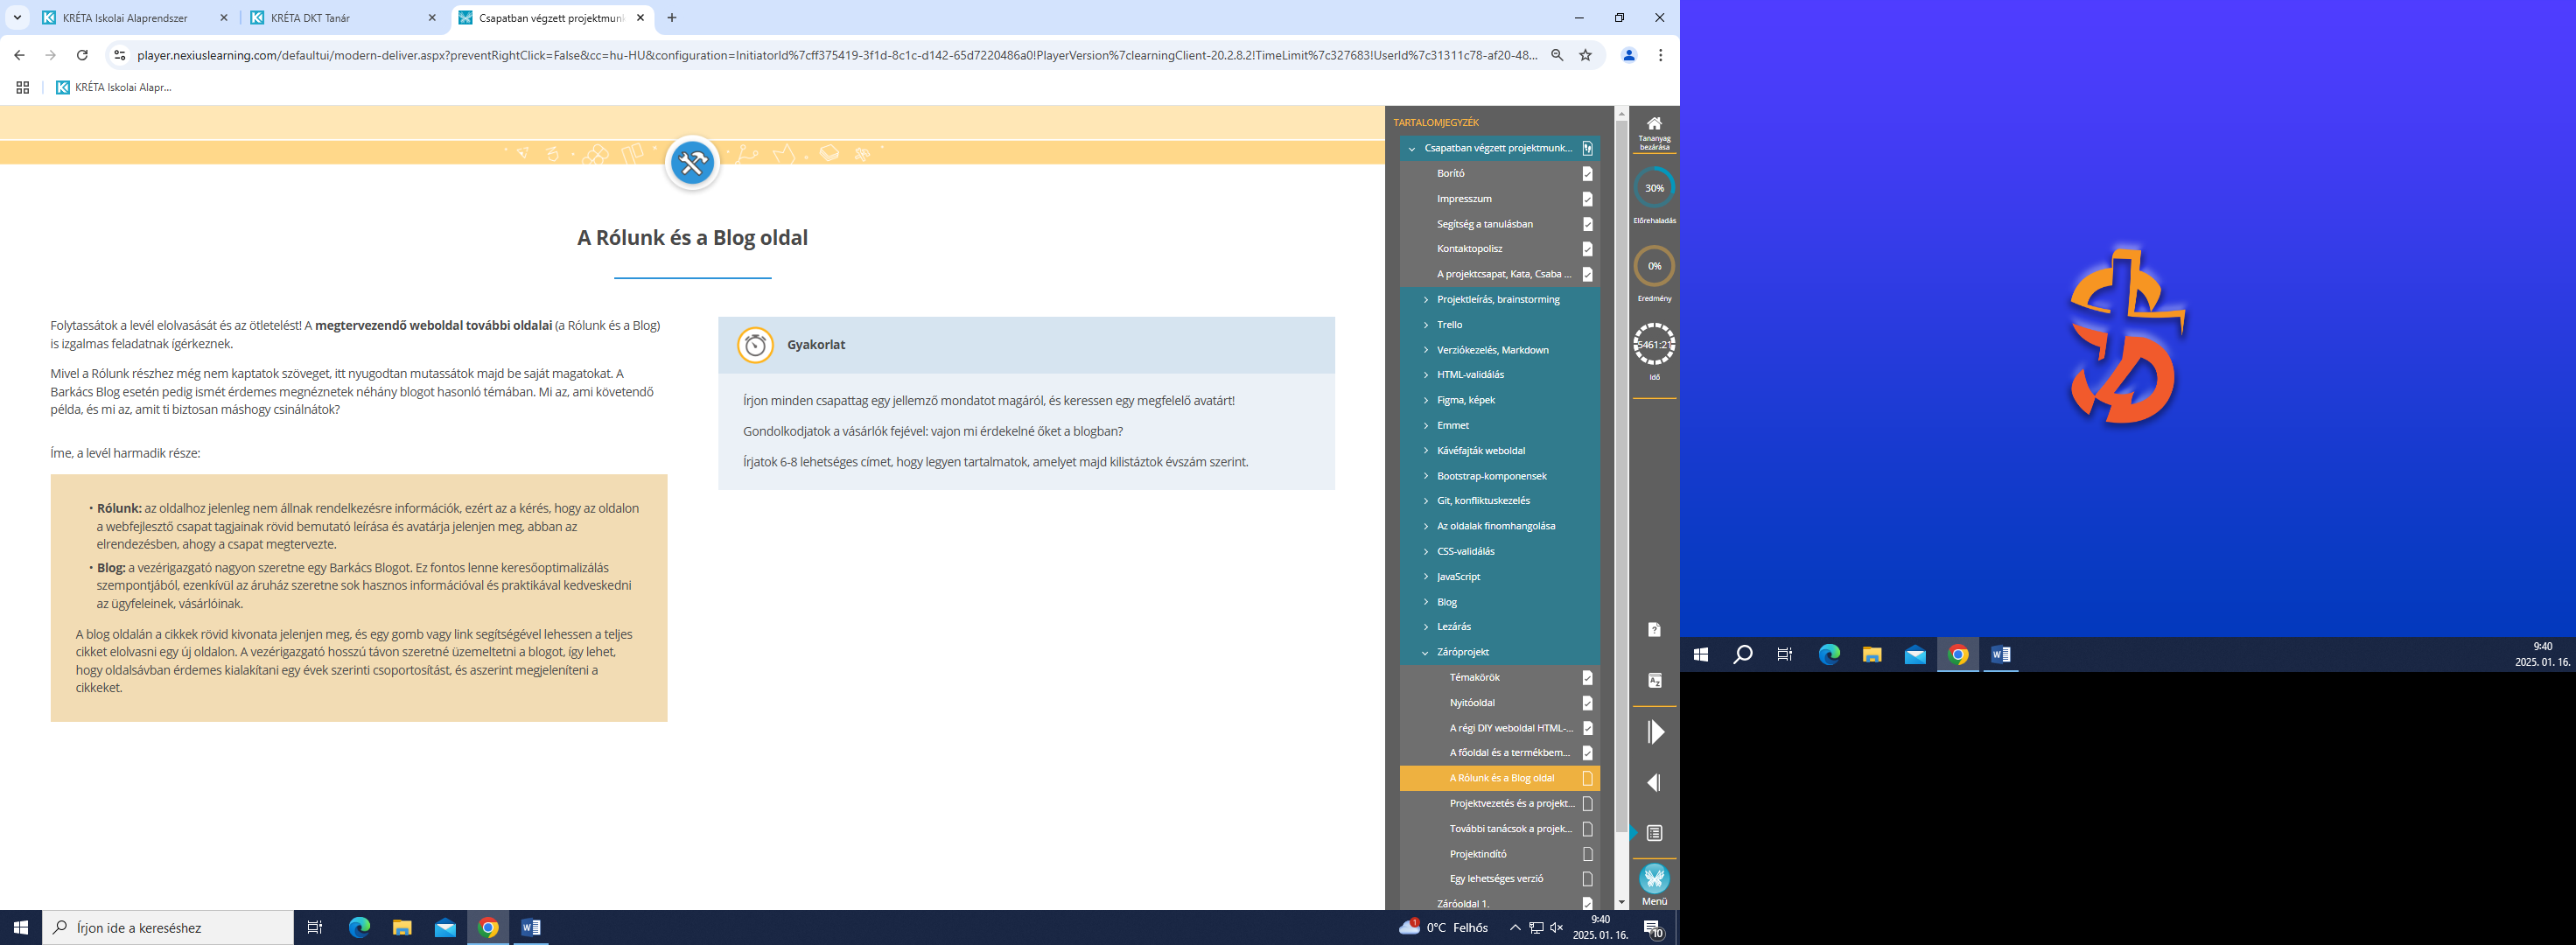 KRÉTA Iskolai Alaprendszer
KRÉTA DKT Tanár
Csapatban végzett projektmun
player.nexiuslearning.com/defaultui/modern-deliver.aspx?preventRightClick=False&cc=hu-HU&configuration=InitiatorId%7cff375419-3f1d-8c1c-d142-65d7220486a0!PlayerVersion%7clearningClient-20.2.8.2!TimeLimit%7c327683!UserId%7c31311c78-af20-48...
KRÉTA Iskolai Alapr...
A Rólunk és a Blog oldal
Folytassátok a levél elolvasását és az ötletelést! A megtervezendő weboldal további oldalai (a Rólunk és a Blog)
is izgalmas feladatnak ígérkeznek.
Mivel a Rólunk részhez még nem kaptatok szöveget, itt nyugodtan mutassátok majd be saját magatokat. A
Barkács Blog esetén pedig ismét érdemes megnéznetek néhány blogot hasonló témában. Mi az, ami követendő
példa, és mi az, amit ti biztosan máshogy csinálnátok?
Íme, a levél harmadik része:
• Rólunk: az oldalhoz jelenleg nem állnak rendelkezésre információk, ezért az a kérés, hogy az oldalon
a webfejlesztő csapat tagjainak rövid bemutató leírása és avatárja jelenjen meg, abban az
elrendezésben, ahogy a csapat megtervezte.
• Blog: a vezérigazgató nagyon szeretne egy Barkács Blogot. Ez fontos lenne keresőoptimalizálás
szempontjából, ezenkívül az áruház szeretne sok hasznos információval és praktikával kedveskedni
az ügyfeleinek, vásárlóinak.
A blog oldalán a cikkek rövid kivonata jelenjen meg, és egy gomb vagy link segítségével lehessen a teljes
cikket elolvasni egy új oldalon. A vezérigazgató hosszú távon szeretné üzemeltetni a blogot, így lehet,
hogy oldalsávban érdemes kialakítani egy évek szerinti csoportosítást, és aszerint megjeleníteni a
cikkeket.
Gyakorlat
Írjon minden csapattag egy jellemző mondatot magáról, és keressen egy megfelelő avatárt!
Gondolkodjatok a vásárlók fejével: vajon mi érdekelné őket a blogban?
Írjatok 6-8 lehetséges címet, hogy legyen tartalmatok, amelyet majd kilistáztok évszám szerint.
TARTALOMJEGYZÉK
Csapatban végzett projektmunk...
Borító
Impresszum
Segítség a tanulásban
Kontaktopolisz
A projektcsapat, Kata, Csaba ...
Projektleírás, brainstorming
Trello
Verziókezelés, Markdown
HTML-validálás
Figma, képek
Emmet
Kávéfajták weboldal
Bootstrap-komponensek
Git, konfliktuskezelés
Az oldalak finomhangolása
CSS-validálás
JavaScript
Blog
Lezárás
Záróprojekt
Témakörök
Nyitóoldal
A régi DIY weboldal HTML-...
A főoldal és a termékbem...
A Rólunk és a Blog oldal
Projektvezetés és a projekt...
További tanácsok a projek...
Projektindító
Egy lehetséges verzió
Záróoldal 1.
Tananyag
bezárása
30%
Előrehaladás
0%
Eredmény
5461:21
Idő
Menü
Írjon ide a kereséshez
0°C Felhős
9:40
2025. 01. 16.
10
9:40
2025. 01. 16.